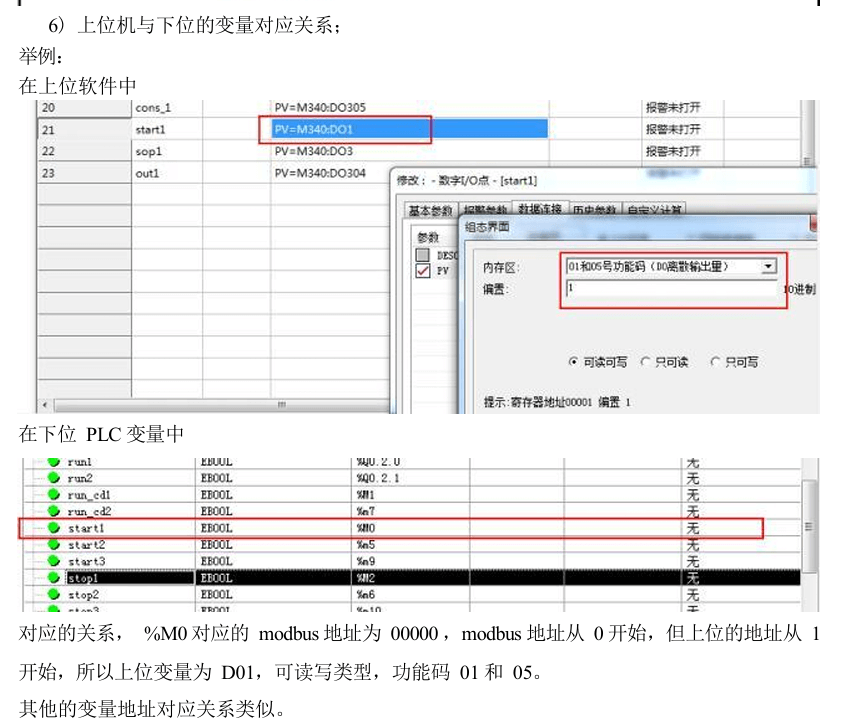 6）上位机与下位的变量对应关系；
举例：
在上位软件中
20 cons_1 PV=M340:DO305 报警未打开
21 start1 PV=M340:DO1 报警未打开
22 sop1 PV=M340:DO3 报警未打开
23 out1 PV=M340:DO304
修改： - 数字I/O点 - [start1]
基本参数 报警参数 数据连接 历史参数 自定义计算
组态界面
参数
DESC
PV
内存区： 01和05号功能码（DO离散输出量）
偏置： 1 10进制
可读可写 只可读 只可写
提示:寄存器地址00001 偏置 1
在下位 PLC 变量中
run1 EBOOL %Q0.2.0 无
run2 EBOOL %Q0.2.1 无
run_cd1 EBOOL %M1 无
run_cd2 EBOOL %m7 无
start1 EBOOL %M0 无
start2 EBOOL %m5 无
start3 EBOOL %m9 无
stop1 EBOOL %M2 无
stop2 EBOOL %m6 无
stop3 EBOOL %m10 无
对应的关系， %M0 对应的 modbus 地址为 00000 ，modbus 地址从 0 开始，但上位的地址从 1
开始，所以上位变量为 D01，可读写类型，功能码 01 和 05。
其他的变量地址对应关系类似。